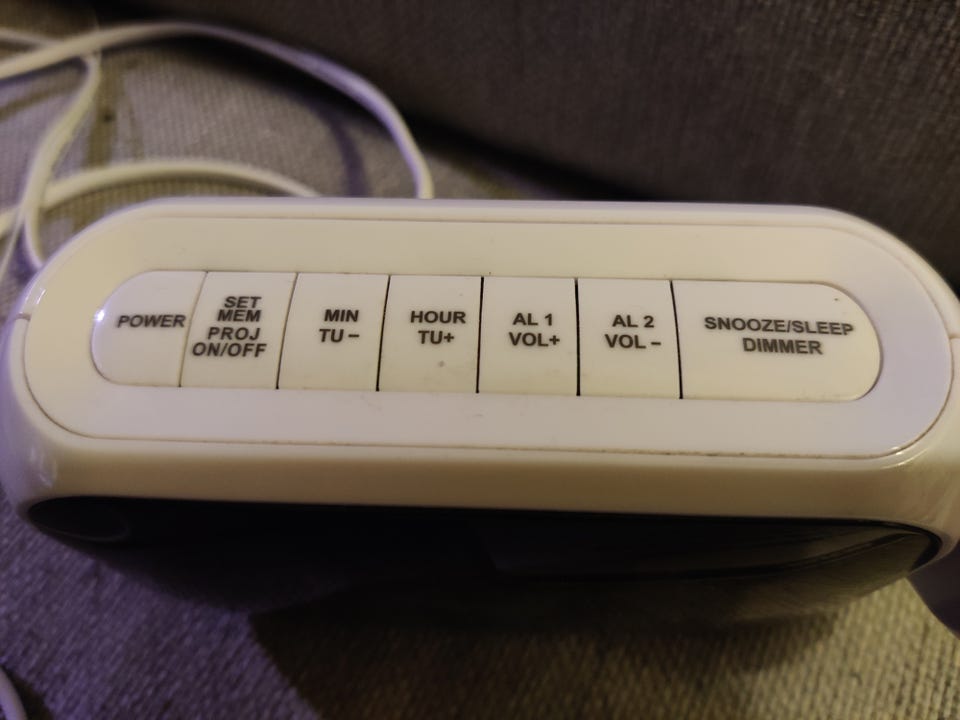 POWER
SET
MEM
PROJ
ON/OFF
MIN
TU −
HOUR
TU+
AL 1
VOL+
AL 2
VOL −
SNOOZE/SLEEP
DIMMER